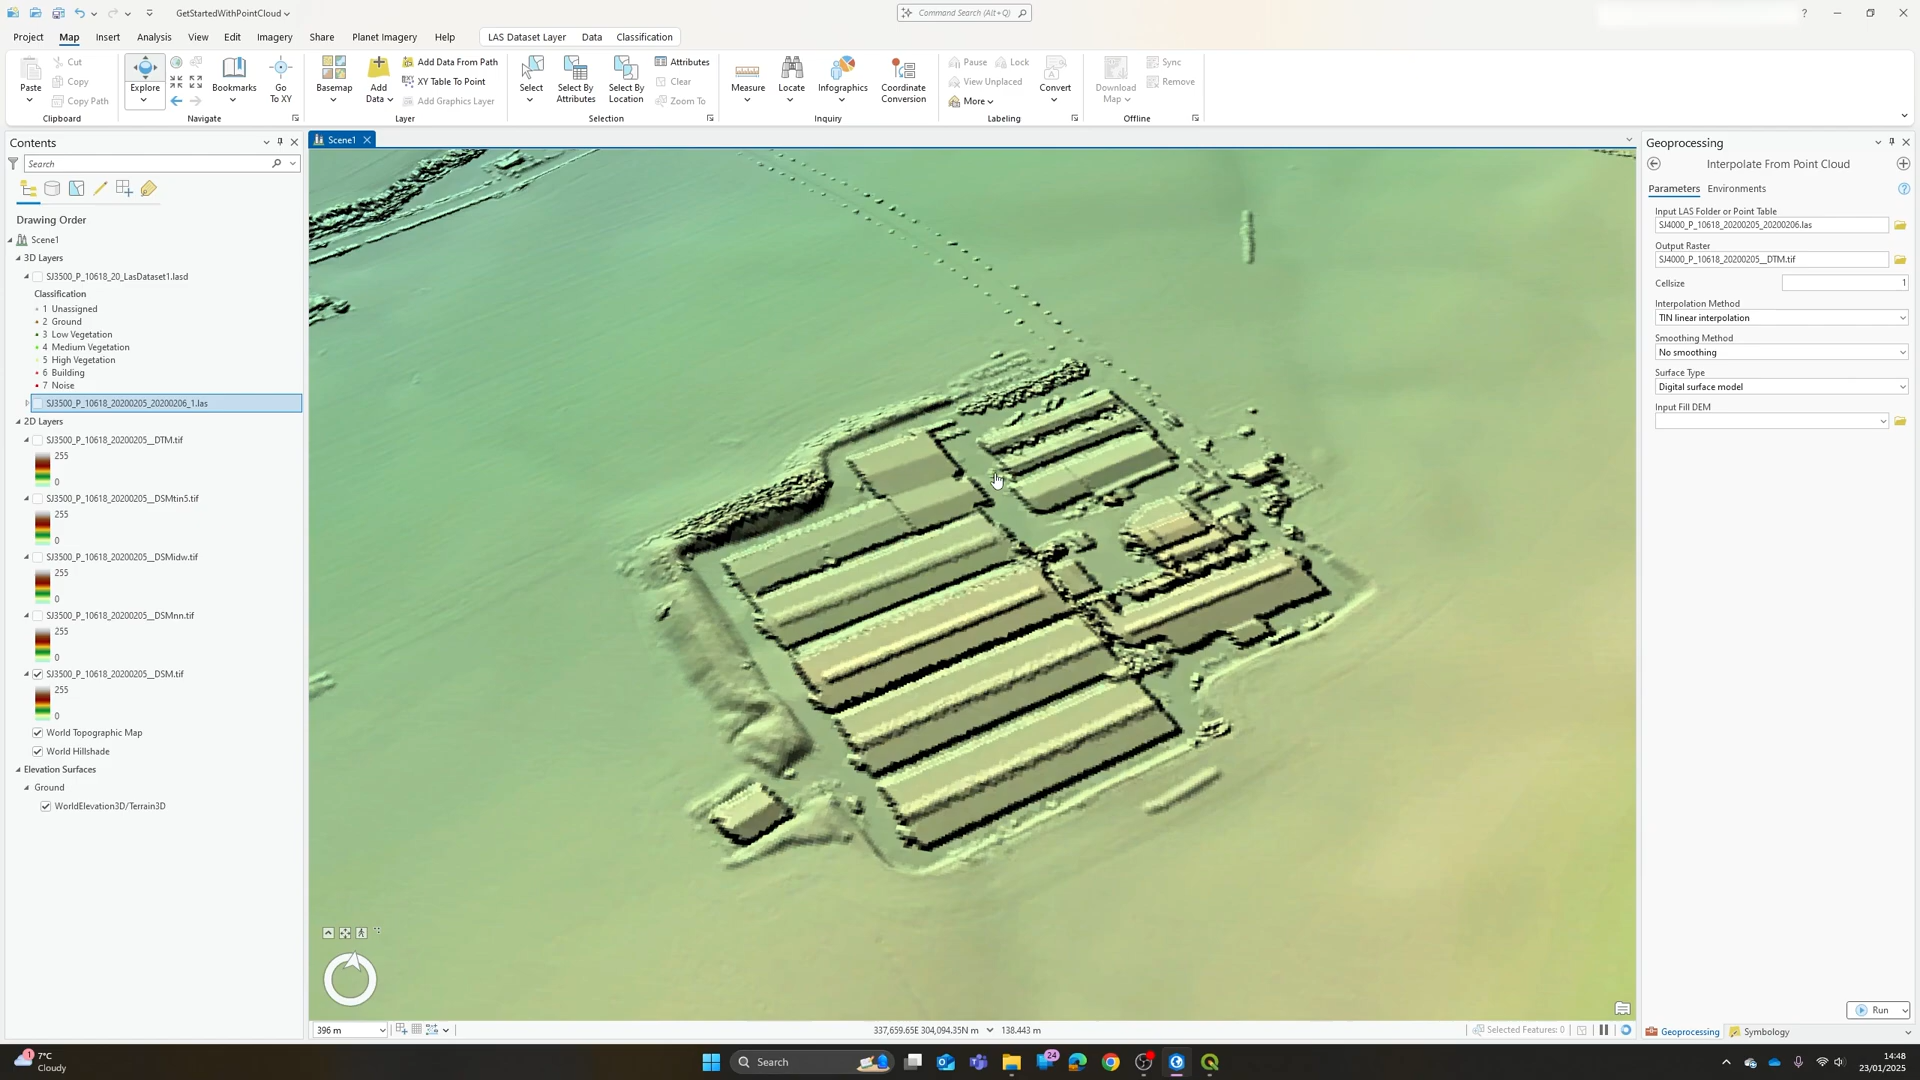 GetStartedWithPointCloud
Command Search (Alt+Q)
?
Project Map Insert Analysis View Edit Imagery Share Planet Imagery Help LAS Dataset Layer Data Classification
Paste
Cut
Copy
Copy Path
Clipboard
Explore
Bookmarks
Go
To XY
Navigate
Basemap
Add
Data
Add Data From Path
XY Table To Point
Add Graphics Layer
Layer
Select
Select By
Attributes
Select By
Location
Attributes
Clear
Zoom To
Selection
Measure
Locate
Infographics
Coordinate
Conversion
Inquiry
Pause Lock
View Unplaced
More
Convert
Labeling
Download
Map
Sync
Remove
Offline
Contents
Search
Drawing Order
Scene1
3D Layers
SJ3500_P_10618_20_LasDataset1.lasd
Classification
1 Unassigned
2 Ground
3 Low Vegetation
4 Medium Vegetation
5 High Vegetation
6 Building
7 Noise
SJ3500_P_10618_20200205_20200206_1.las
2D Layers
SJ3500_P_10618_20200205__DTM.tif
255
0
SJ3500_P_10618_20200205__DSMtin5.tif
255
0
SJ3500_P_10618_20200205__DSMidw.tif
255
0
SJ3500_P_10618_20200205__DSMnn.tif
255
0
SJ3500_P_10618_20200205__DSM.tif
255
0
World Topographic Map
World Hillshade
Elevation Surfaces
Ground
WorldElevation3D/Terrain3D
Scene1
396 m
337,659.65E 304,094.35N m
138.443 m
Selected Features: 0
Geoprocessing
Interpolate From Point Cloud
Parameters Environments
Input LAS Folder or Point Table
SJ4000_P_10618_20200205_20200206.las
Output Raster
SJ4000_P_10618_20200205__DTM.tif
Cellsize 1
Interpolation Method
TIN linear interpolation
Smoothing Method
No smoothing
Surface Type
Digital surface model
Input Fill DEM
Run
Geoprocessing Symbology
1
7°C
Cloudy
Search
24
14:48
23/01/2025